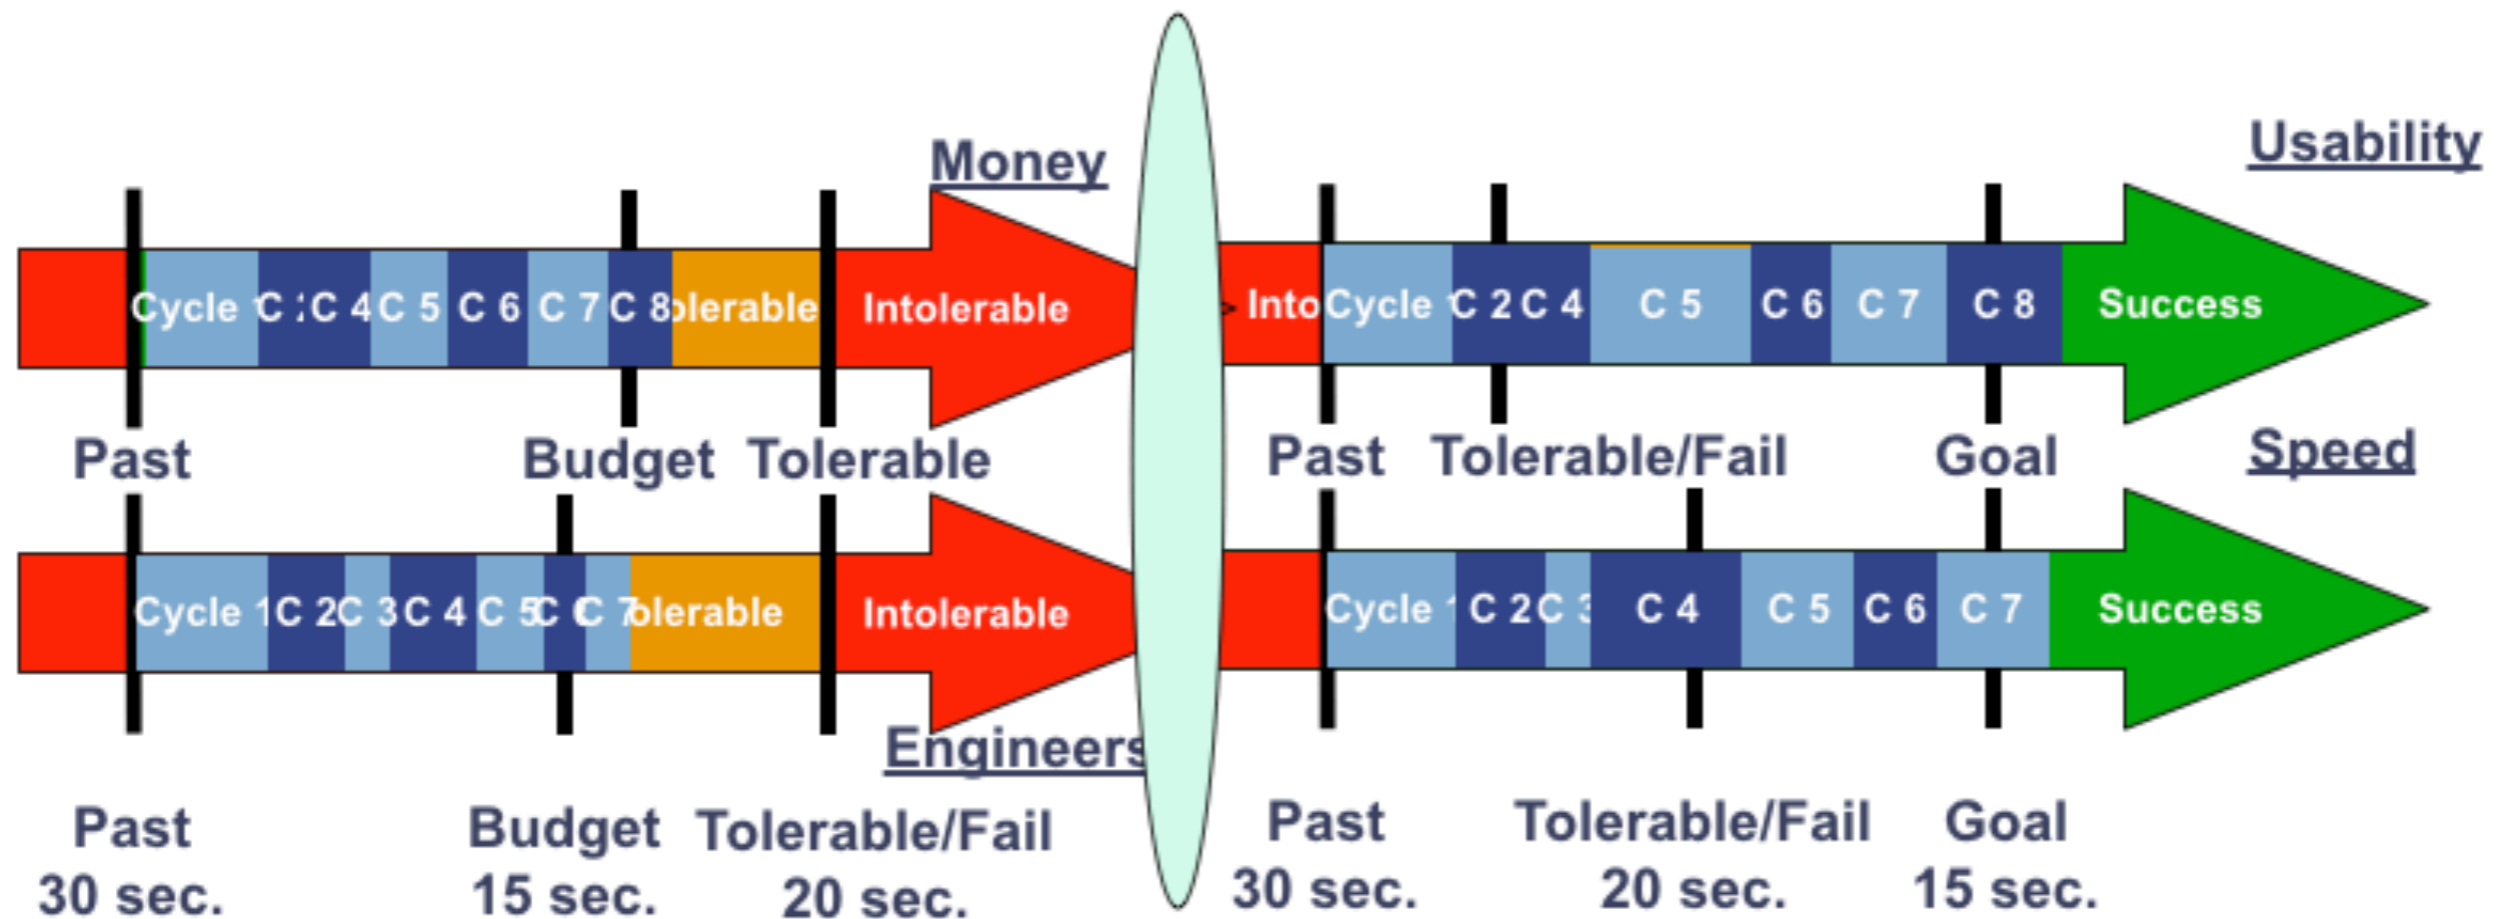 Money
Usability
Cycle C C 4 C 5 C 6 C 7 C 8 olerable Intolerable
Into Cycle C 2 C 4 C 5 C 6 C 7 C 8 Success
Past Budget Tolerable
Past Tolerable/Fail Goal
Speed
Cycle 1 C 2 C 3 C 4 C 5 C C 7 olerable Intolerable
Cycle C 2 C 3 C 4 C 5 C 6 C 7 Success
Engineers
Past Budget Tolerable/Fail
30 sec. 15 sec. 20 sec.
Past Tolerable/Fail Goal
30 sec. 20 sec. 15 sec.